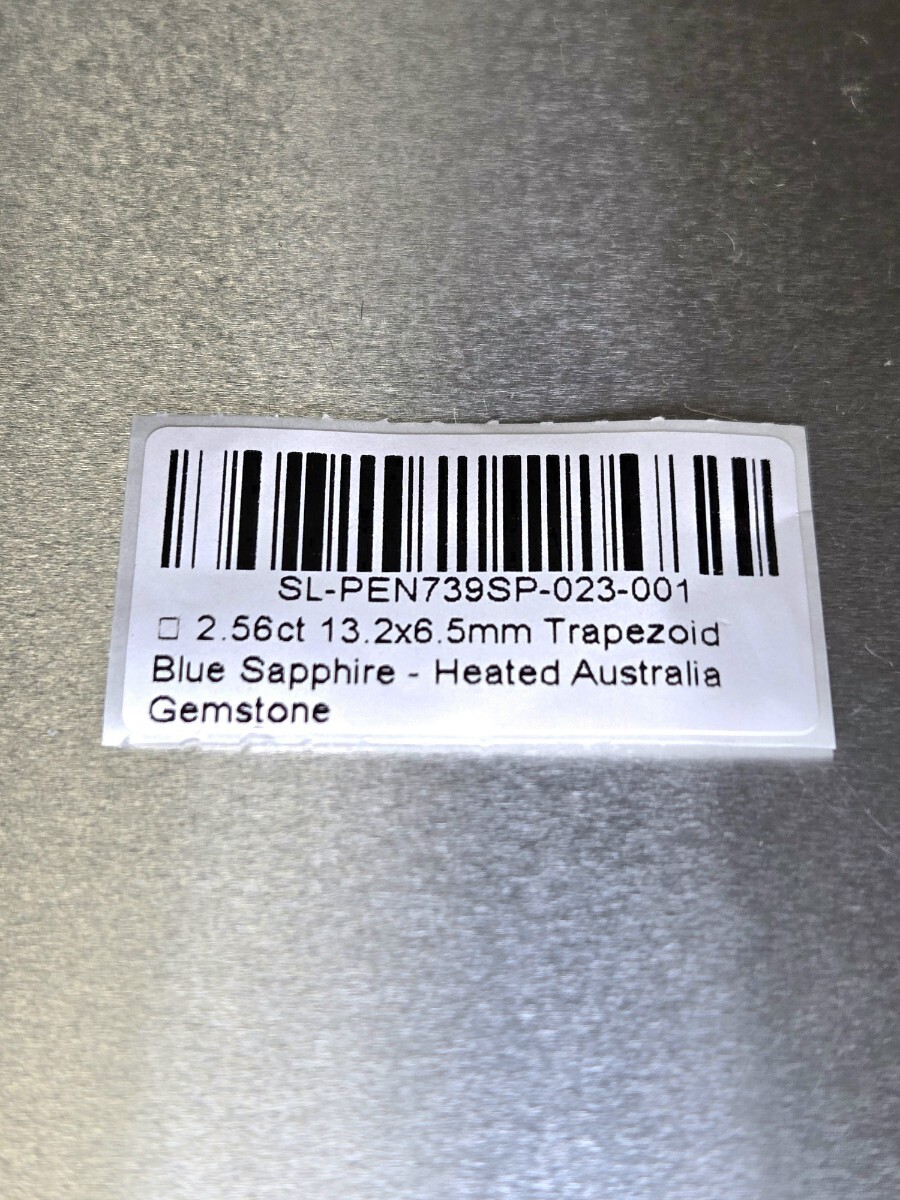 SL-PEN739SP-023-001
□ 2.56ct 13.2x6.5mm Trapezoid
Blue Sapphire - Heated Australia
Gemstone